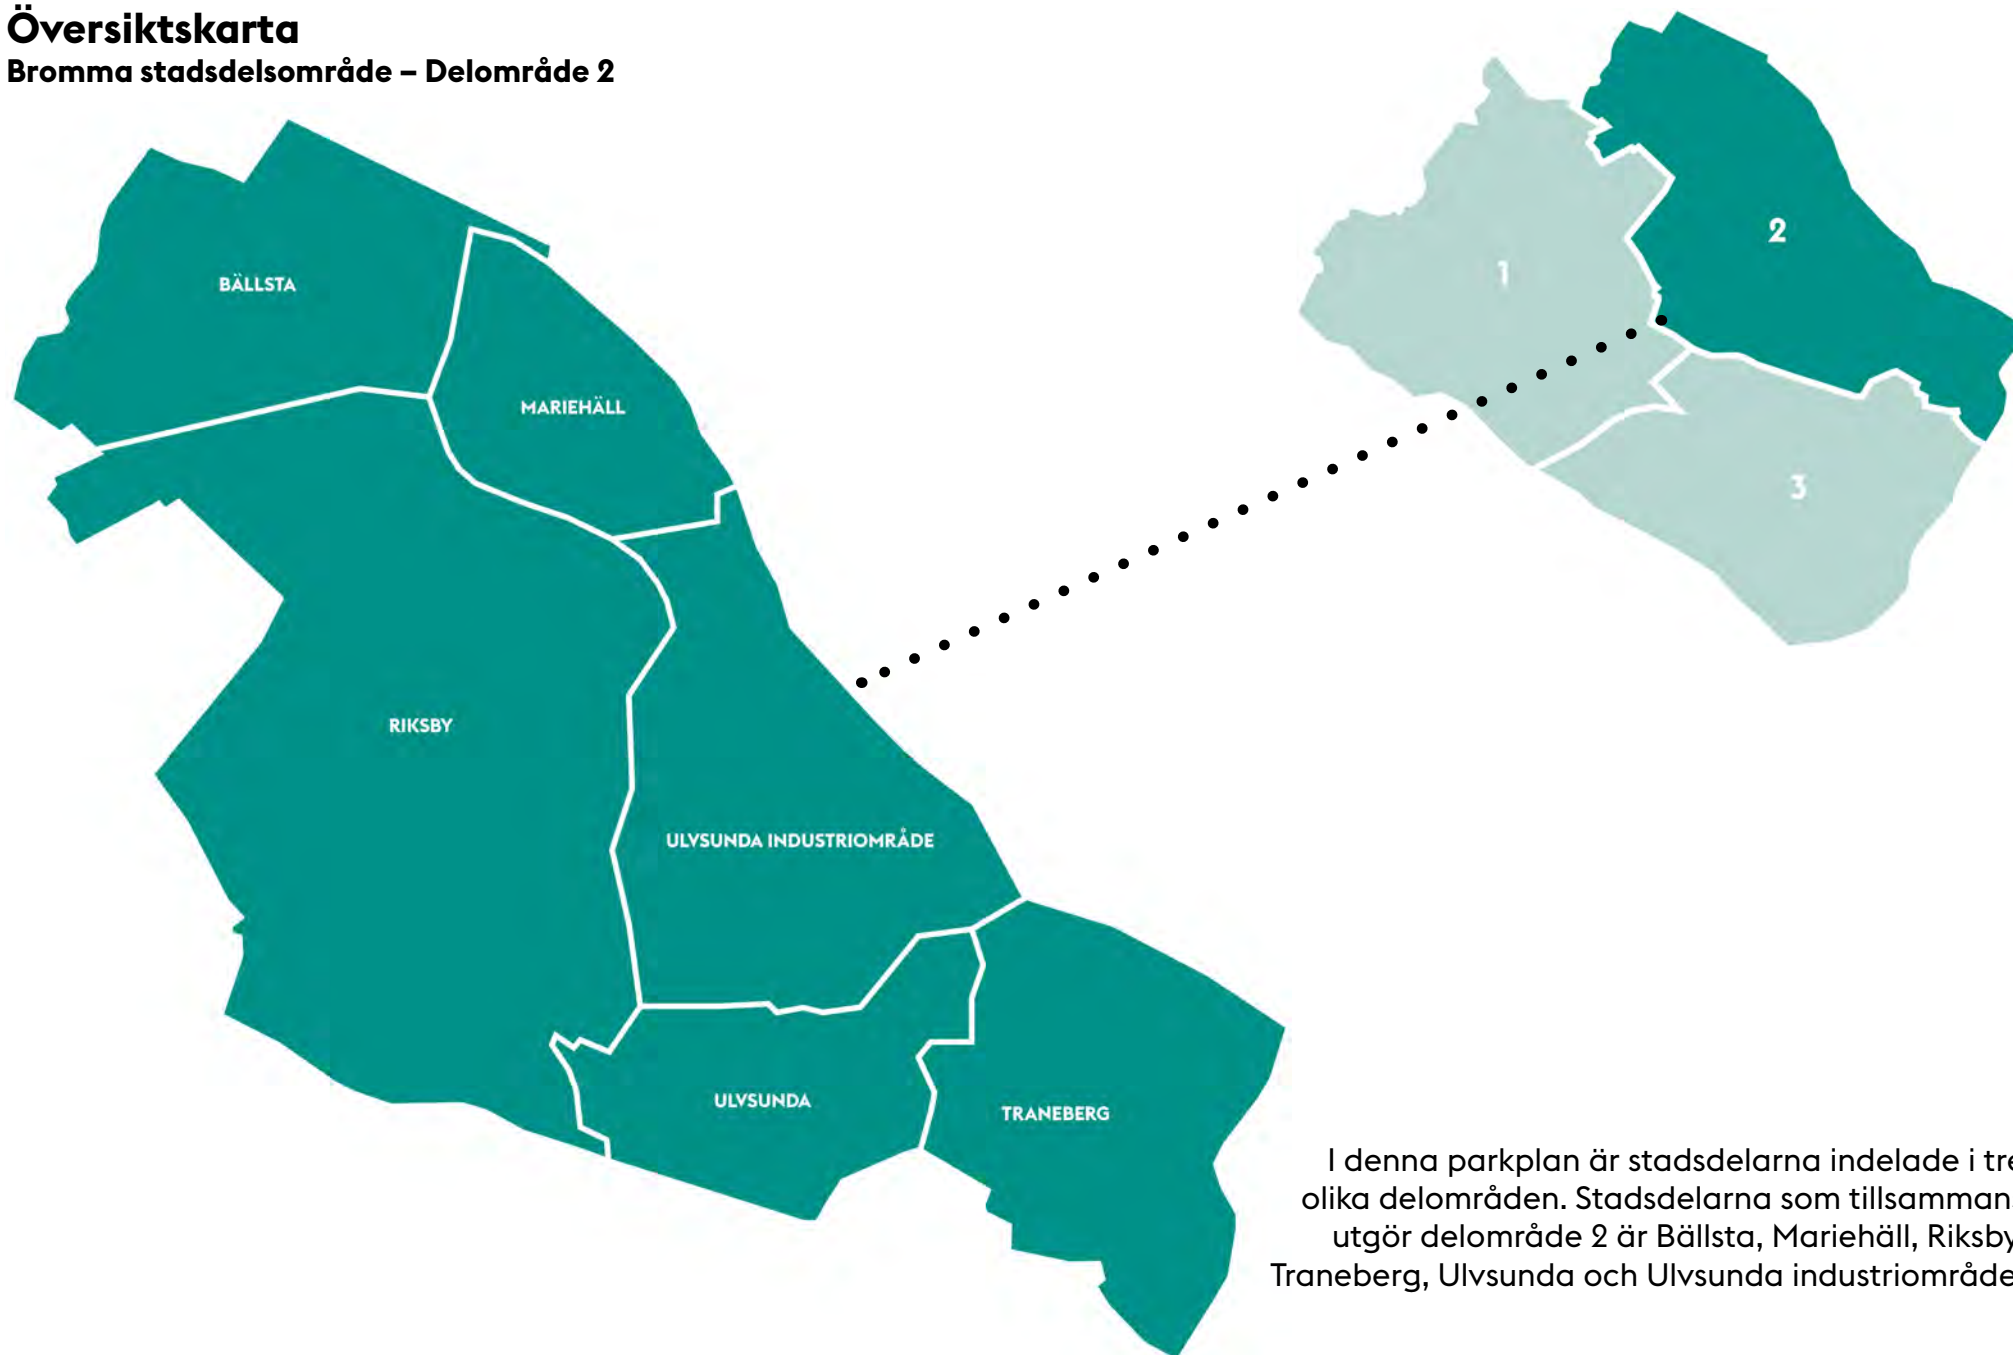 Översiktskarta
Bromma stadsdelsområde – Delområde 2
2
1
3
BÄLLSTA
MARIEHÄLL
RIKSBY
ULVSUNDA INDUSTRIOMRÅDE
ULVSUNDA
TRANEBERG
I denna parkplan är stadsdelarna indelade i tre
olika delområden. Stadsdelarna som tillsamman
utgör delområde 2 är Bällsta, Mariehäll, Riksby
Traneberg, Ulvsunda och Ulvsunda industriområde